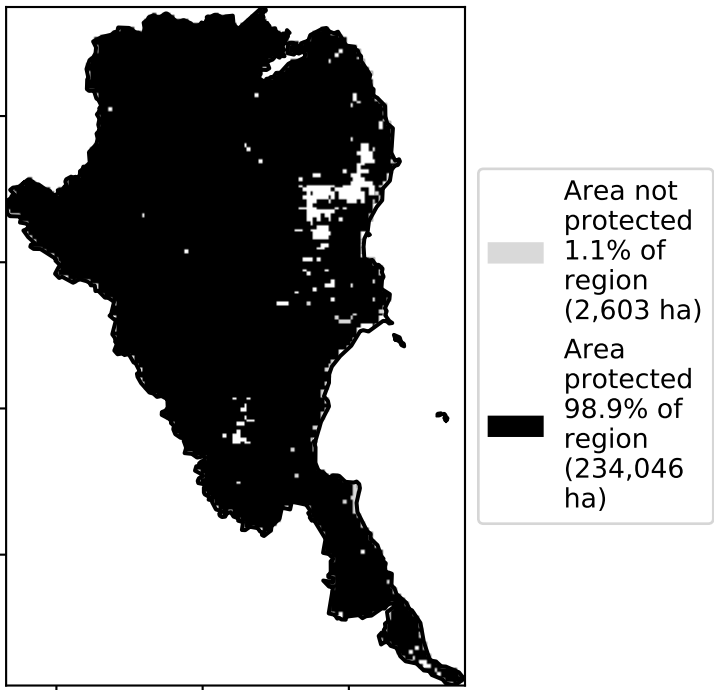 Area not
protected
1.1% of
region
(2,603 ha)
Area
protected
98.9% of
region
(234,046
ha)